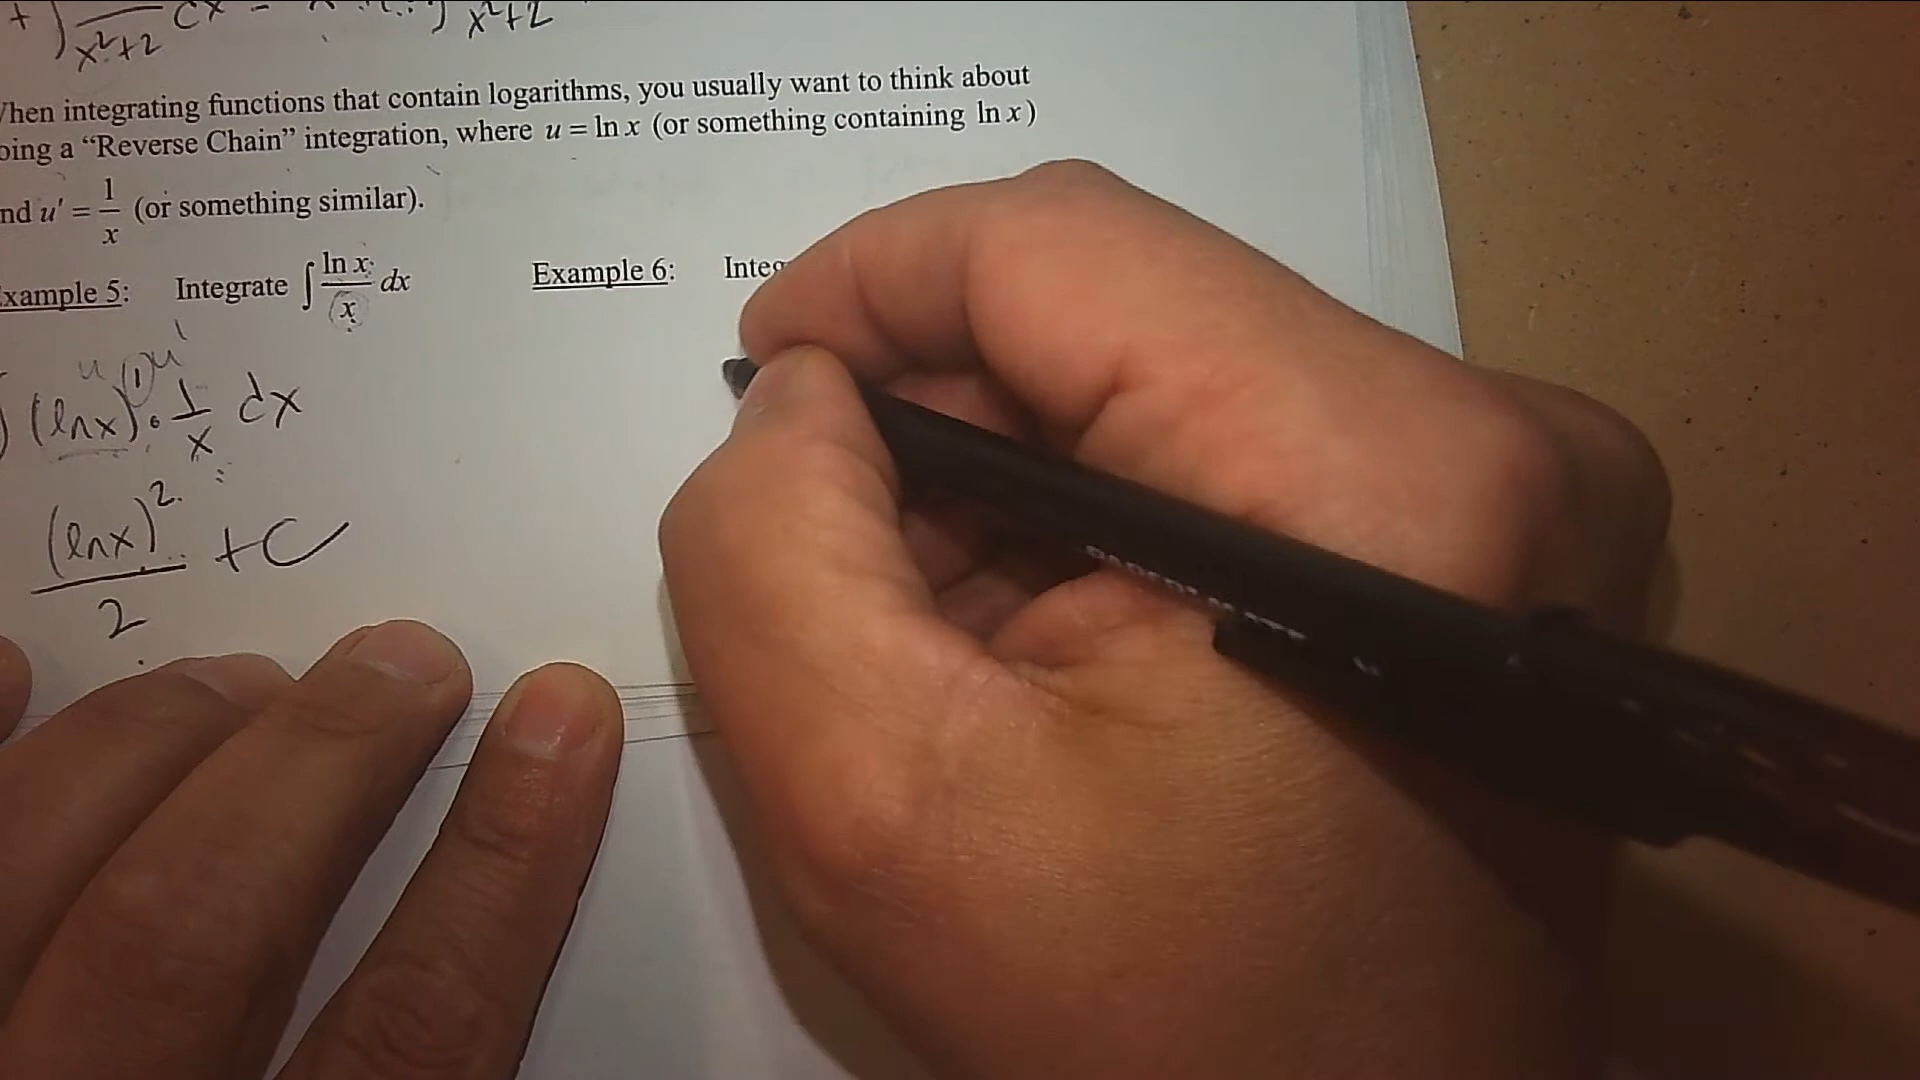 + ∫ ── x²+2 dx - x²+2
hen integrating functions that contain logarithms, you usually want to think about
oing a “Reverse Chain” integration, where u = ln x (or something containing ln x)
nd u' = 1/x (or something similar).
xample 5: Integrate ∫ ln x/x dx Example 6: Integ
u u'
(lnx)⁽¹⁾ · 1/x dx
(lnx)²/2 + C